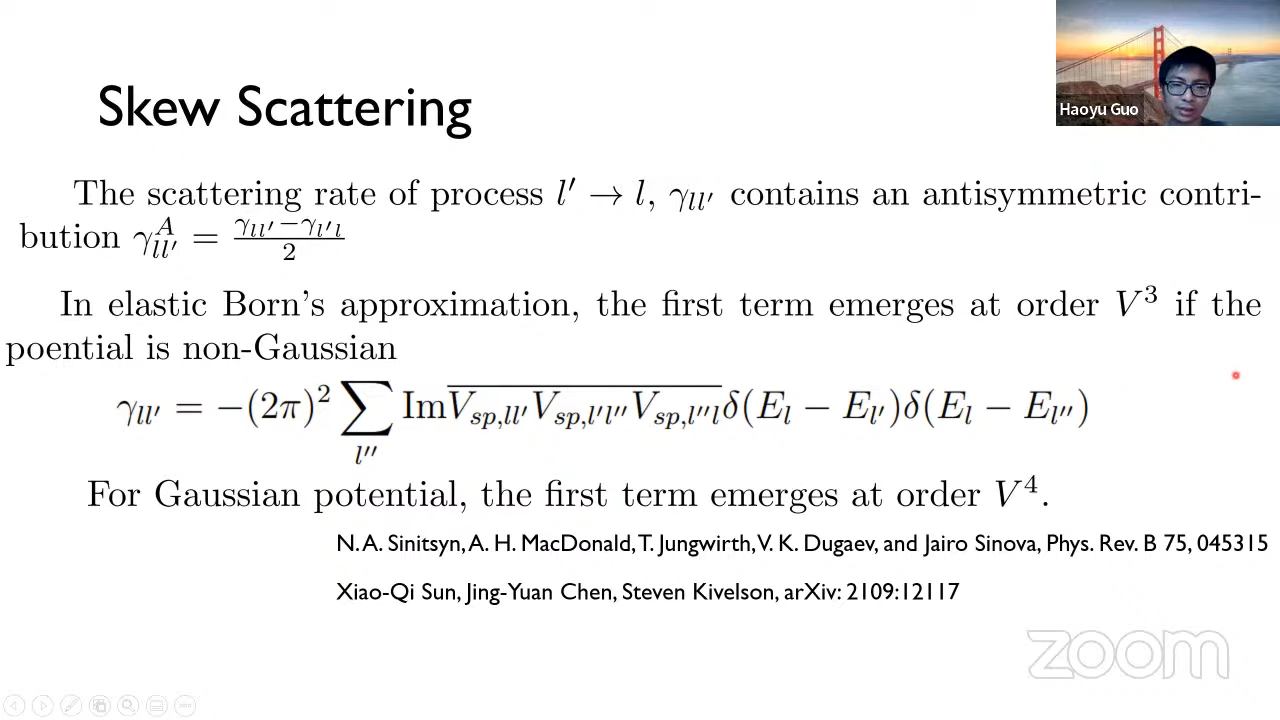 Haoyu Guo
Skew Scattering
The scattering rate of process l′ → l, γ_{ll′} contains an antisymmetric contri-
bution γ^A_{ll′} = \frac{γ_{ll′}−γ_{l′l}}{2}
In elastic Born's approximation, the first term emerges at order V^3 if the
poential is non-Gaussian
γ_{ll′} = −(2π)^2 \sum_{l″} Im\overline{V_{sp,ll′}V_{sp,l′l″}V_{sp,l″l}}δ(E_l − E_{l′})δ(E_l − E_{l″})
For Gaussian potential, the first term emerges at order V^4.
N. A. Sinitsyn, A. H. MacDonald, T. Jungwirth, V. K. Dugaev, and Jairo Sinova, Phys. Rev. B 75, 045315
Xiao-Qi Sun, Jing-Yuan Chen, Steven Kivelson, arXiv: 2109:12117
zoom